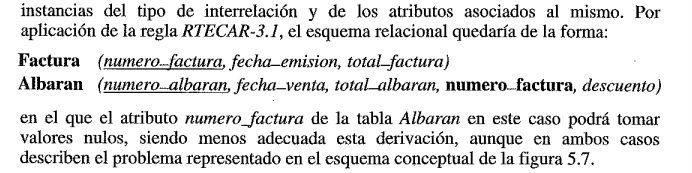 instancias del tipo de interrelación y de los atributos asociados al mismo. Por
aplicación de la regla RTECAR-3.1, el esquema relacional quedaría de la forma:
Factura (numero_factura, fecha_emision, total_factura)
Albaran (numero_albaran, fecha_venta, total_albaran, numero_factura, descuento)
en el que el atributo numero_factura de la tabla Albaran en este caso podrá tomar
valores nulos, siendo menos adecuada esta derivación, aunque en ambos casos
describen el problema representado en el esquema conceptual de la figura 5.7.